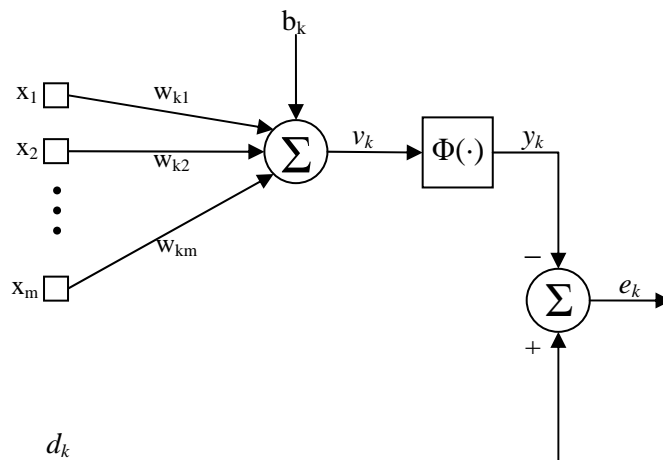 b_k
x_1
w_k1
x_2
w_k2
Σ
v_k
Φ(·)
y_k
w_km
x_m
−
Σ
e_k
+
d_k